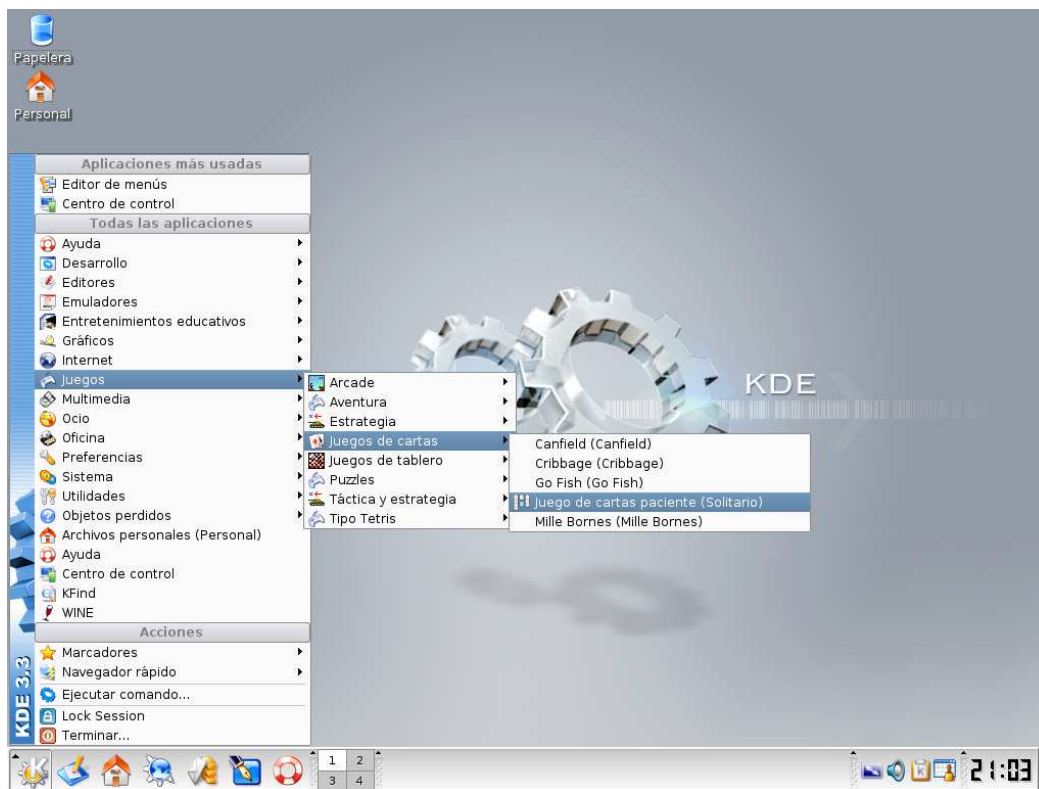 Papelera
Personal
Aplicaciones más usadas
Editor de menús
Centro de control
Todas las aplicaciones
Ayuda
Desarrollo
Editores
Emuladores
Entretenimientos educativos
Gráficos
Internet
Juegos
Multimedia
Ocio
Oficina
Preferencias
Sistema
Utilidades
Objetos perdidos
Archivos personales (Personal)
Ayuda
Centro de control
KFind
WINE
Acciones
Marcadores
Navegador rápido
Ejecutar comando...
Lock Session
Terminar...
KDE 3.3
Arcade
Aventura
Estrategia
Juegos de cartas
Juegos de tablero
Puzzles
Táctica y estrategia
Tipo Tetris
Canfield (Canfield)
Cribbage (Cribbage)
Go Fish (Go Fish)
Juego de cartas paciente (Solitario)
Mille Bornes (Mille Bornes)
KDE
1 2
3 4
21:03